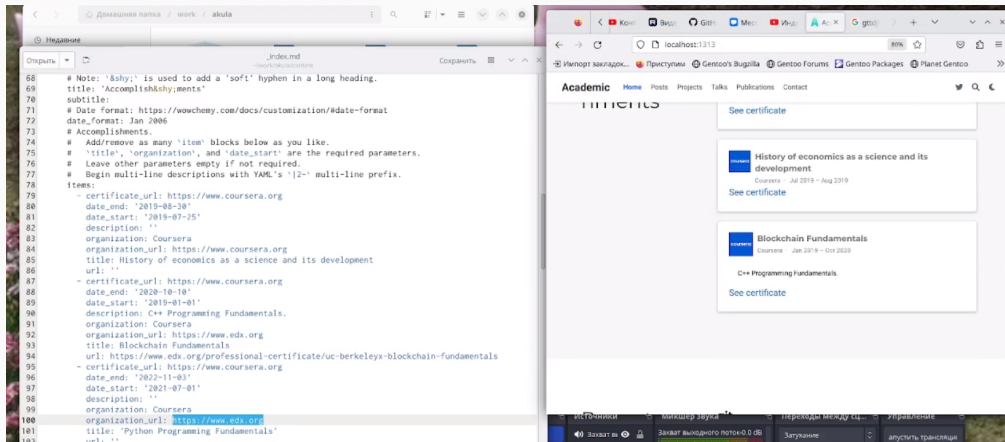 Домашняя папка / work / akula
Недавние
Открыть
_index.md
~/work/akula/content
Сохранить
68 # Note: `&shy;` is used to add a 'soft' hyphen in a long heading.
69 title: 'Accomplish&shy;ments'
70 subtitle:
71 # Date format: https://wowchemy.com/docs/customization/#date-format
72 date_format: Jan 2006
73 # Accomplishments.
74 # Add/remove as many `item` blocks below as you like.
75 # `title`, `organization`, and `date_start` are the required parameters.
76 # Leave other parameters empty if not required.
77 # Begin multi-line descriptions with YAML's `|2-` multi-line prefix.
78 items:
79 - certificate_url: https://www.coursera.org
80 date_end: '2019-08-30'
81 date_start: '2019-07-25'
82 description: ''
83 organization: Coursera
84 organization_url: https://www.coursera.org
85 title: History of economics as a science and its development
86 url: ''
87 - certificate_url: https://www.coursera.org
88 date_end: '2020-10-10'
89 date_start: '2019-01-01'
90 description: C++ Programming Fundamentals.
91 organization: Coursera
92 organization_url: https://www.edx.org
93 title: Blockchain Fundamentals
94 url: https://www.edx.org/professional-certificate/uc-berkeleyx-blockchain-fundamentals
95 - certificate_url: https://www.coursera.org
96 date_end: '2022-11-03'
97 date_start: '2021-07-01'
98 description: ''
99 organization: Coursera
100 organization_url: https://www.edx.org
101 title: 'Python Programming Fundamentals'
url: ''
Кон
Виде
GitH
Мест
Инди
Ac
localhost:1313
80%
Импорт закладок...
Приступим
Gentoo's Bugzilla
Gentoo Forums
Gentoo Packages
Planet Gentoo
Academic
Home
Posts
Projects
Talks
Publications
Contact
See certificate
History of economics as a science and its
development
Coursera · Jul 2019 – Aug 2019
See certificate
Blockchain Fundamentals
Coursera · Jan 2019 – Oct 2020
C++ Programming Fundamentals.
See certificate
Источники
Микшер звука
Переходы между сц...
Управление
Захват вы
Захват выходного поток
-0.0 dB
Затухание
апустить трансляци